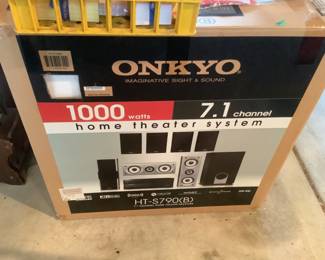 ONKYO
IMAGINATIVE SIGHT & SOUND
1000 watts
7.1 channel
home theater system
HT-S790(B)